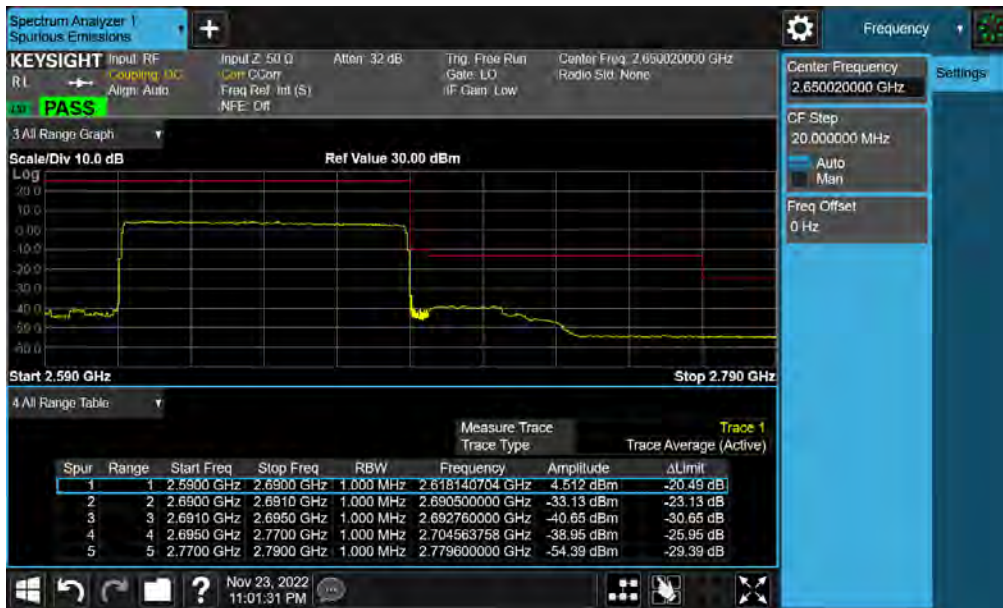 Spectrum Analyzer 1
Spurious Emissions
+
Frequency
KEYSIGHT Input: RF Input Z: 50 Ω Atten: 32 dB Trig: Free Run Center Freq: 2.650020000 GHz
RL Coupling: DC Corr CCorr Gate: LO Radio Std: None
Align: Auto Freq Ref: Int (S) IF Gain: Low
PASS NFE: Off
Center Frequency
2.650020000 GHz
Settings
CF Step
20.000000 MHz
Auto
Man
Freq Offset
0 Hz
3 All Range Graph
Scale/Div 10.0 dB Ref Value 30.00 dBm
Log
20.0
10.0
0.00
-10.0
-20.0
-30.0
-40.0
-50.0
-60.0
Start 2.590 GHz Stop 2.790 GHz
4 All Range Table
Measure Trace Trace 1
Trace Type Trace Average (Active)
Spur Range Start Freq Stop Freq RBW Frequency Amplitude ΔLimit
1 1 2.5900 GHz 2.6900 GHz 1.000 MHz 2.618140704 GHz 4.512 dBm -20.49 dB
2 2 2.6900 GHz 2.6910 GHz 1.000 MHz 2.690500000 GHz -33.13 dBm -23.13 dB
3 3 2.6910 GHz 2.6950 GHz 1.000 MHz 2.692760000 GHz -40.65 dBm -30.65 dB
4 4 2.6950 GHz 2.7700 GHz 1.000 MHz 2.704563758 GHz -38.95 dBm -25.95 dB
5 5 2.7700 GHz 2.7900 GHz 1.000 MHz 2.779600000 GHz -54.39 dBm -29.39 dB
? Nov 23, 2022
11:01:31 PM